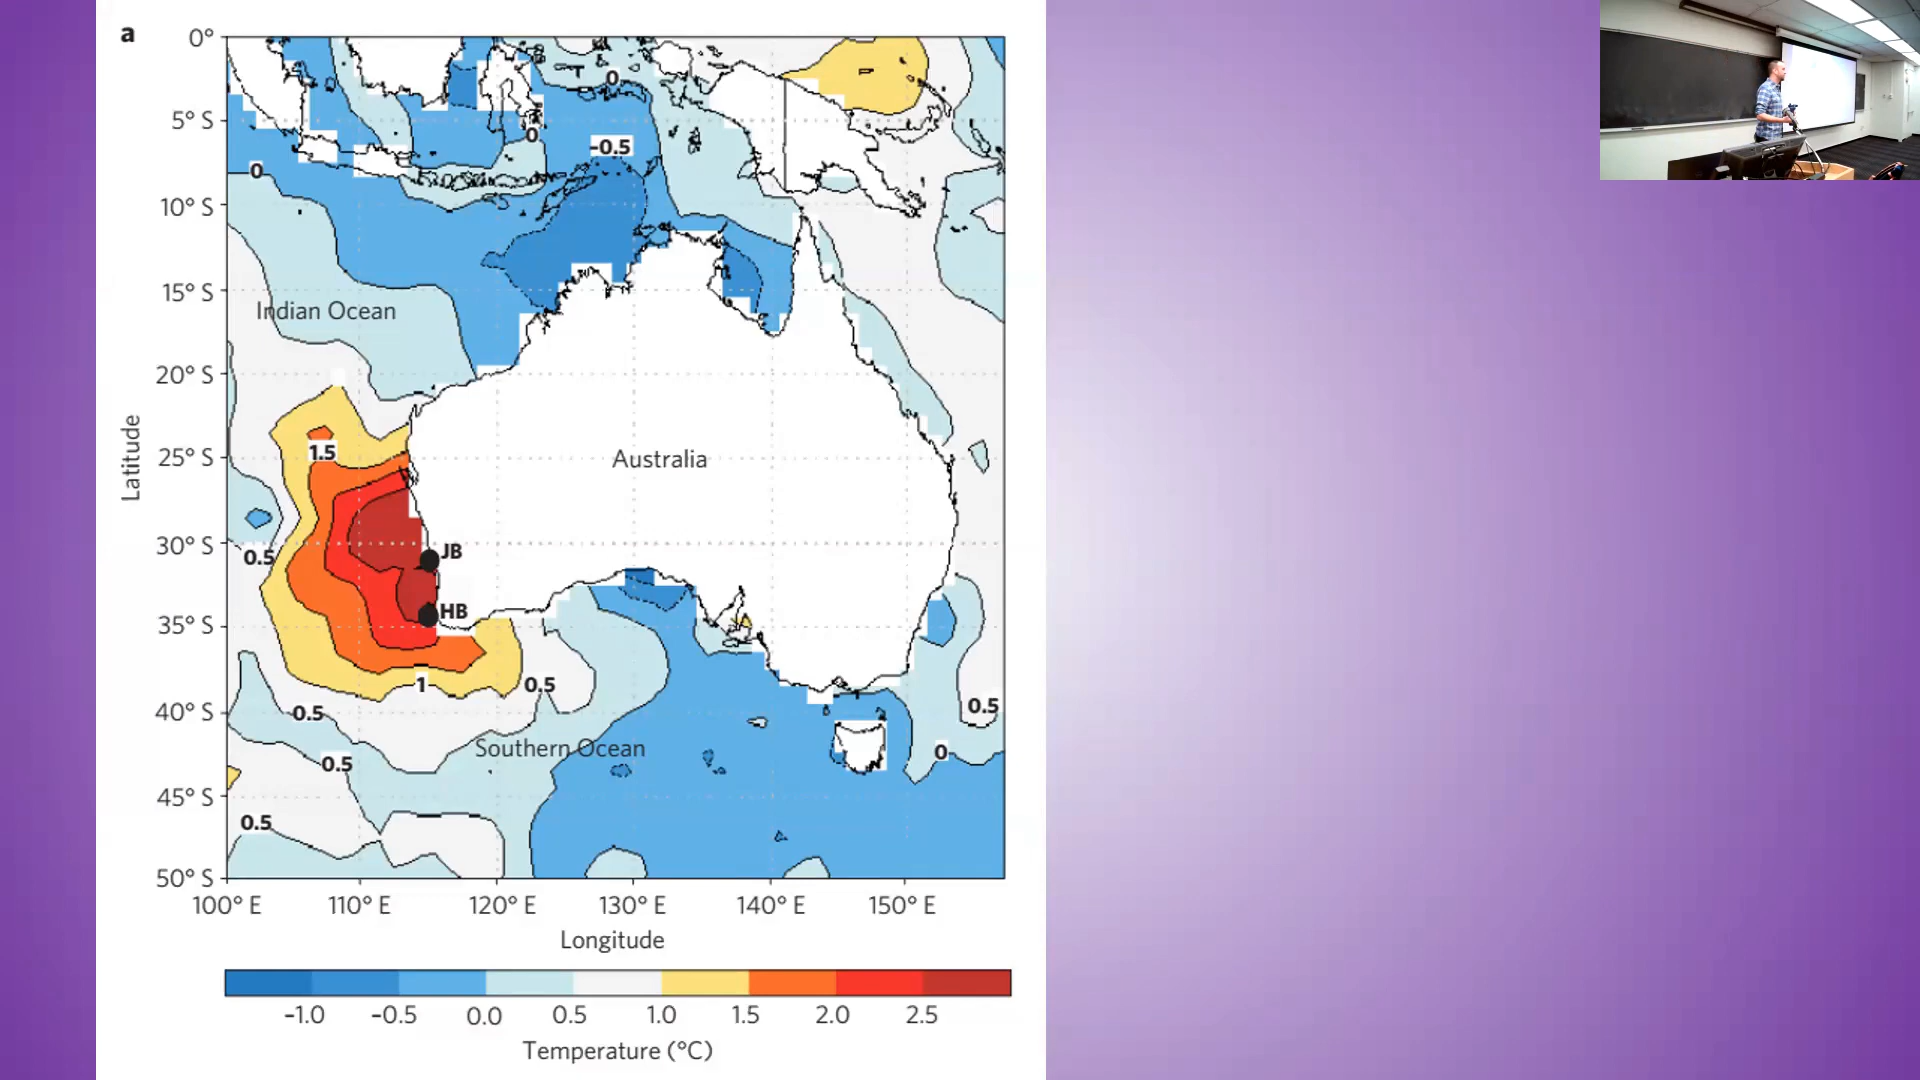 a
0°
5° S
10° S
15° S
20° S
25° S
30° S
35° S
40° S
45° S
50° S
Latitude
0
0
-0.5
0
Indian Ocean
1.5
Australia
0.5
JB
HB
1
0.5
0.5
0.5
Southern Ocean
0
0.5
0.5
100° E 110° E 120° E 130° E 140° E 150° E
Longitude
-1.0 -0.5 0.0 0.5 1.0 1.5 2.0 2.5
Temperature (°C)